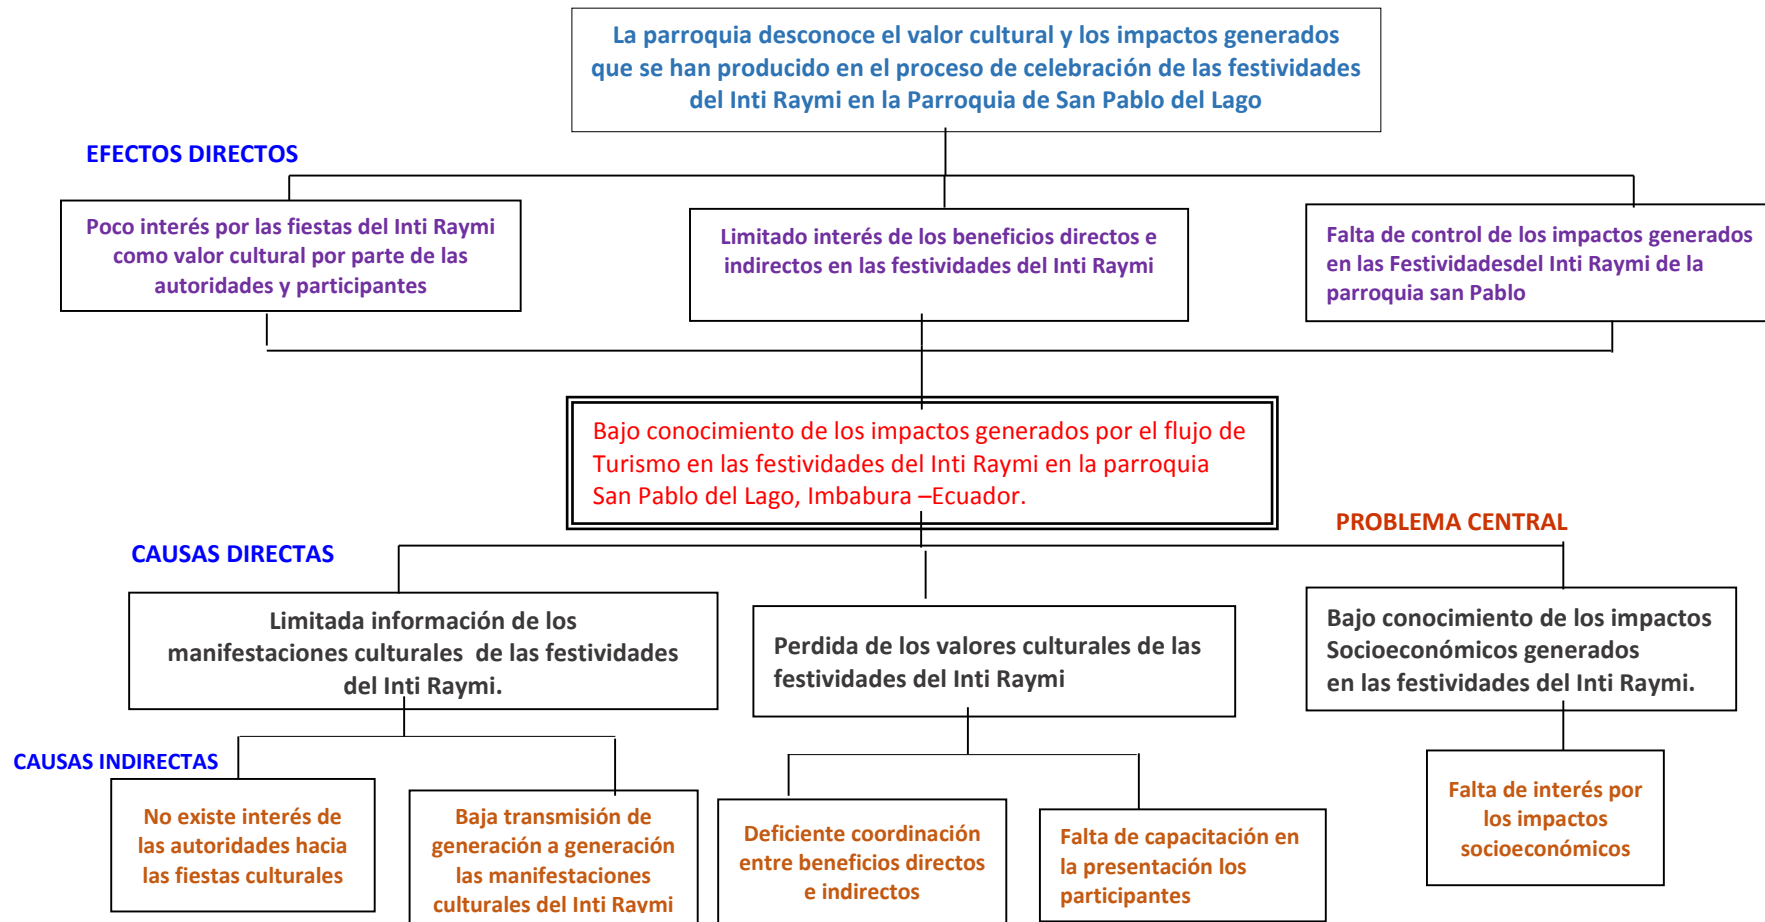 La parroquia desconoce el valor cultural y los impactos generados
que se han producido en el proceso de celebración de las festividades
del Inti Raymi en la Parroquia de San Pablo del Lago
EFECTOS DIRECTOS
Poco interés por las fiestas del Inti Raymi
como valor cultural por parte de las
autoridades y participantes
Limitado interés de los beneficios directos e
indirectos en las festividades del Inti Raymi
Falta de control de los impactos generados
en las Festividadesdel Inti Raymi de la
parroquia san Pablo
Bajo conocimiento de los impactos generados por el flujo de
Turismo en las festividades del Inti Raymi en la parroquia
San Pablo del Lago, Imbabura –Ecuador.
PROBLEMA CENTRAL
CAUSAS DIRECTAS
Limitada información de los
manifestaciones culturales de las festividades
del Inti Raymi.
Perdida de los valores culturales de las
festividades del Inti Raymi
Bajo conocimiento de los impactos
Socioeconómicos generados
en las festividades del Inti Raymi.
CAUSAS INDIRECTAS
No existe interés de
las autoridades hacia
las fiestas culturales
Baja transmisión de
generación a generación
las manifestaciones
culturales del Inti Raymi
Deficiente coordinación
entre beneficios directos
e indirectos
Falta de capacitación en
la presentación los
participantes
Falta de interés por
los impactos
socioeconómicos